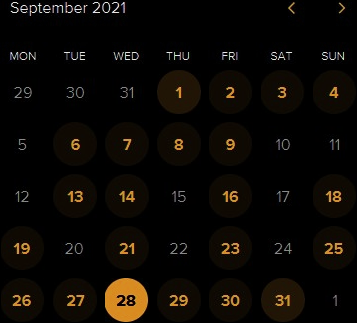 September 2021
MON TUE WED THU FRI SAT SUN
29 30 31 1 2 3 4
5 6 7 8 9 10 11
12 13 14 15 16 17 18
19 20 21 22 23 24 25
26 27 28 29 30 31 1